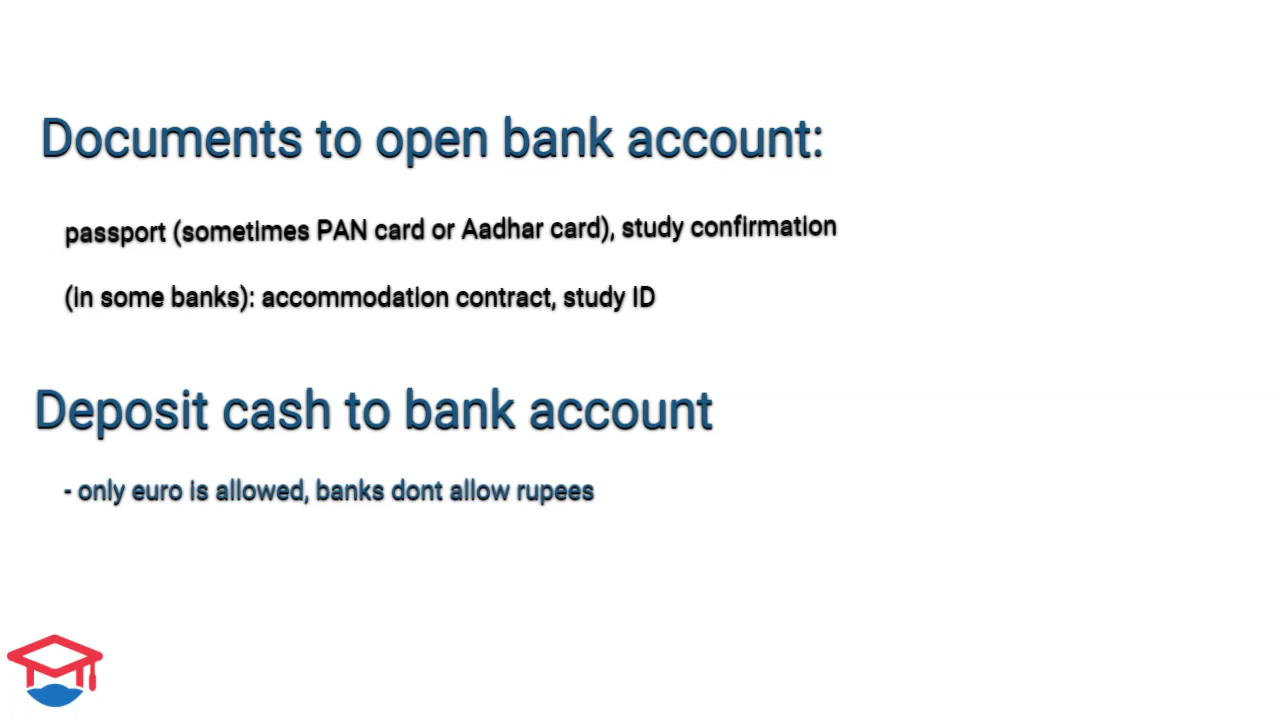 Documents to open bank account:
passport (sometimes PAN card or Aadhar card), study confirmation
(in some banks): accommodation contract, study ID
Deposit cash to bank account
- only euro is allowed, banks dont allow rupees